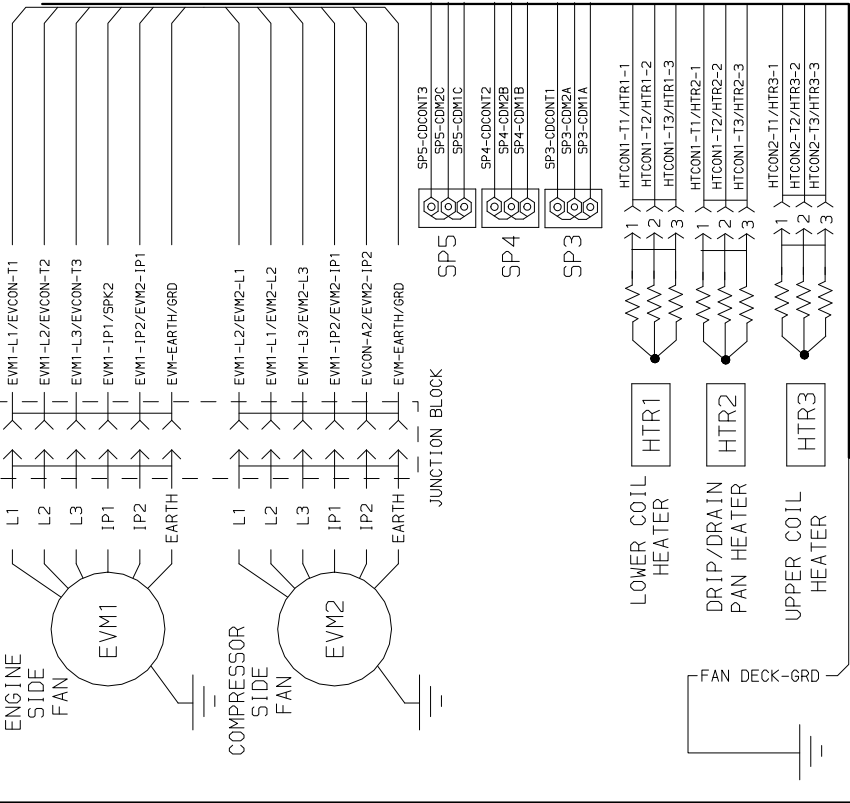 EVM1-L1/EVCON-T1
EVM1-L2/EVCON-T2
EVM1-L3/EVCON-T3
EVM1-IP1/SPK2
EVM1-IP2/EVM2-IP1
EVM-EARTH/GRD
EVM1-L2/EVM2-L1
EVM1-L1/EVM2-L2
EVM1-L3/EVM2-L3
EVM1-IP2/EVM2-IP1
EVCON-A2/EVM2-IP2
EVM-EARTH/GRD
SP5-CDCONT3
SP5-CDM2C
SP5-CDM1C
SP4-CDCONT2
SP4-CDM2B
SP4-CDM1B
SP3-CDCONT1
SP3-CDM2A
SP3-CDM1A
HTCON1-T1/HTR1-1
HTCON1-T2/HTR1-2
HTCON1-T3/HTR1-3
HTCON1-T1/HTR2-1
HTCON1-T2/HTR2-2
HTCON1-T3/HTR2-3
HTCON2-T1/HTR3-1
HTCON2-T2/HTR3-2
HTCON2-T3/HTR3-3
SP5
SP4
SP3
1
2
3
1
2
3
1
2
3
JUNCTION BLOCK
HTR1
HTR2
HTR3
LOWER COIL
HEATER
DRIP/DRAIN
PAN HEATER
UPPER COIL
HEATER
L1
L2
L3
IP1
IP2
EARTH
L1
L2
L3
IP1
IP2
EARTH
EVM1
EVM2
ENGINE
SIDE
FAN
COMPRESSOR
SIDE
FAN
FAN DECK-GRD